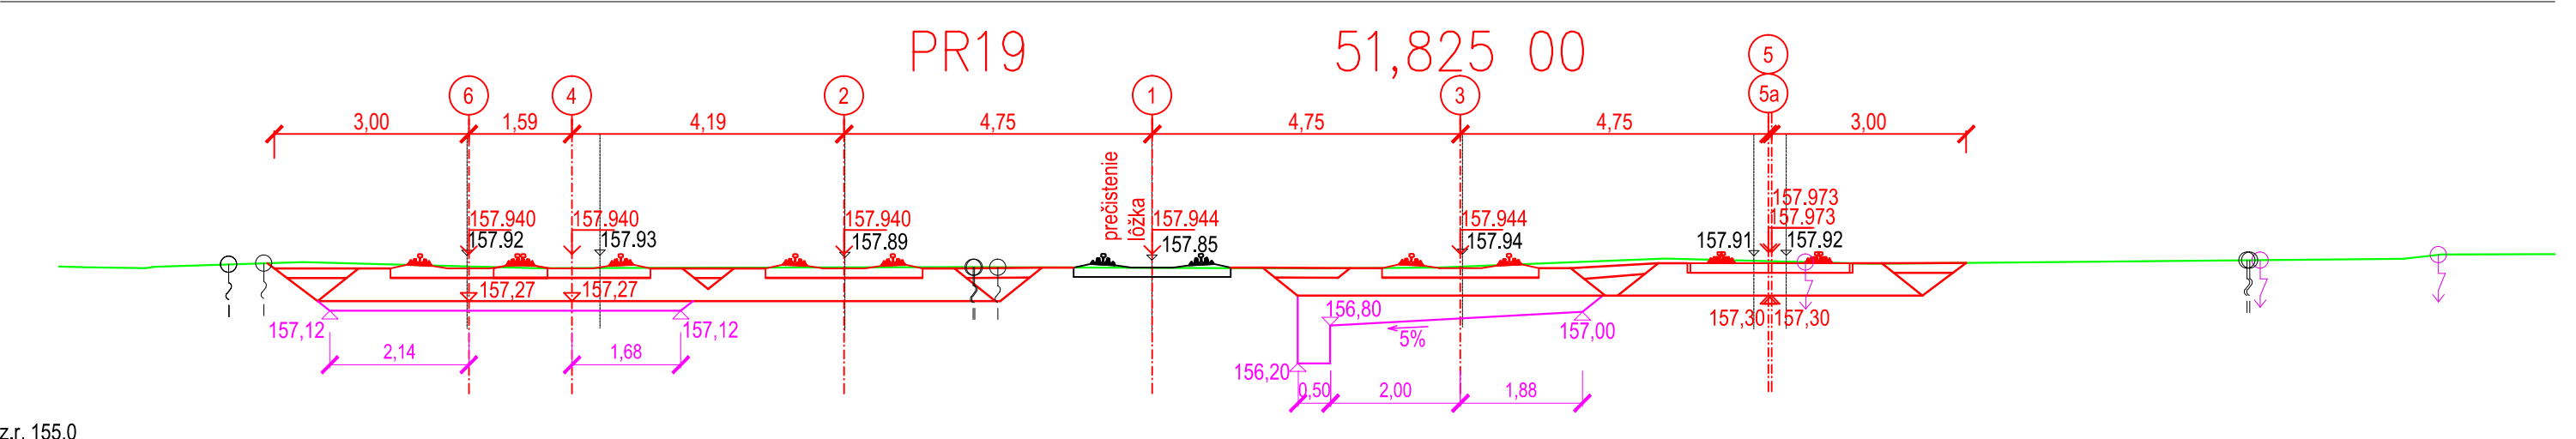 PR19 51,825 00
5
6 4 2 1 3 5a
3,00 1,59 4,19 4,75 4,75 4,75 3,00
prečistenie
lôžka
157.973
157.940 157.940 157.940 157.944 157.944 157.973
157.92 157.93 157.89 157.85 157.94 157.91 157.92
157,27 157,27
156,80
157,30 157,30
157,12 157,12 5% 157,00
2,14 1,68
156,20
0,50 2,00 1,88
z.r. 155.0